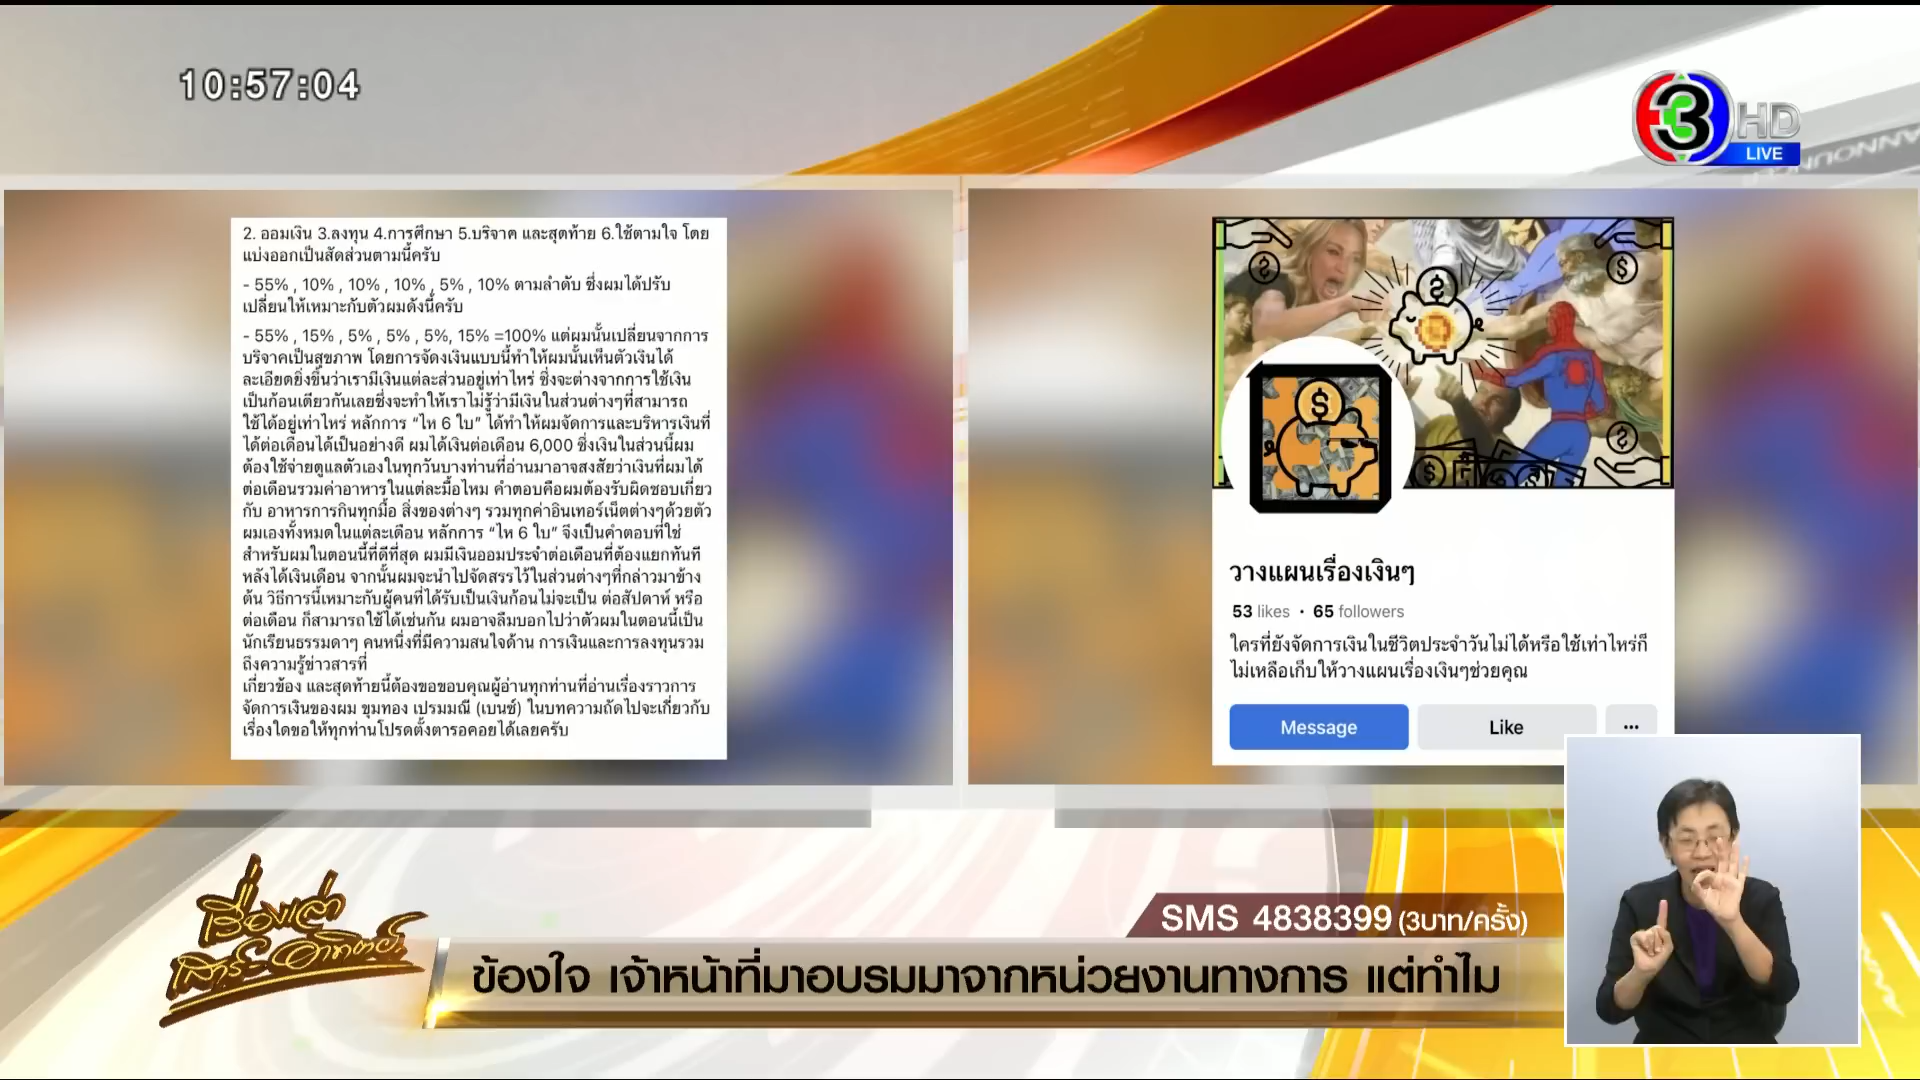 10:57:04
3 HD
LIVE
2. ออมเงิน 3.ลงทุน 4.การศึกษา 5.บริจาค และสุดท้าย 6.ใช้ตามใจ โดย
แบ่งออกเป็นสัดส่วนตามนี้ครับ
- 55% , 10% , 10% , 10% , 5% , 10% ตามลำดับ ซึ่งผมได้ปรับ
เปลี่ยนให้เหมาะกับตัวผมดังนี้ครับ
- 55% , 15% , 5% , 5% , 5%, 15% =100% แต่ผมนั้นเปลี่ยนจากการ
บริจาคเป็นสุขภาพ โดยการจัดงเงินแบบนี้ทำให้ผมนั้นเห็นตัวเงินได้
ละเอียดยิ่งขึ้นว่าเรามีเงินแต่ละส่วนอยู่เท่าไหร่ ซึ่งจะต่างจากการใช้เงิน
เป็นก้อนเดียวกันเลยซึ่งจะทำให้เราไม่รู้ว่ามีเงินในส่วนต่างๆที่สามารถ
ใช้ได้อยู่เท่าไหร่ หลักการ “ไห 6 ใบ” ได้ทำให้ผมจัดการและบริหารเงินที่
ได้ต่อเดือนได้เป็นอย่างดี ผมได้เงินต่อเดือน 6,000 ซึ่งเงินในส่วนนี้ผม
ต้องใช้จ่ายดูแลตัวเองในทุกวันบางท่านที่อ่านมาอาจสงสัยว่าเงินที่ผมได้
ต่อเดือนรวมค่าอาหารในแต่ละมื้อไหม คำตอบคือผมต้องรับผิดชอบเกี่ยว
กับ อาหารการกินทุกมื้อ สิ่งของต่างๆ รวมทุกค่าอินเทอร์เน็ตต่างๆด้วยตัว
ผมเองทั้งหมดในแต่ละเดือน หลักการ “ไห 6 ใบ” จึงเป็นคำตอบที่ใช่
สำหรับผมในตอนนี้ที่ดีที่สุด ผมมีเงินออมประจำต่อเดือนที่ต้องแยกทันที
หลังได้เงินเดือน จากนั้นผมจะนำไปจัดสรรไว้ในส่วนต่างๆที่กล่าวมาข้าง
ต้น วิธีการนี้เหมาะกับผู้คนที่ได้รับเป็นเงินก้อนไม่จะเป็น ต่อสัปดาห์ หรือ
ต่อเดือน ก็สามารถใช้ได้เช่นกัน ผมอาจลืมบอกไปว่าตัวผมในตอนนี้เป็น
นักเรียนธรรมดาๆ คนหนึ่งที่มีความสนใจด้าน การเงินและการลงทุนรวม
ถึงความรู้ข่าวสารที่
เกี่ยวข้อง และสุดท้ายนี้ต้องขอขอบคุณผู้อ่านทุกท่านที่อ่านเรื่องราวการ
จัดการเงินของผม ขุมทอง เปรมมณี (เบนซ์) ในบทความถัดไปจะเกี่ยวกับ
เรื่องใดขอให้ทุกท่านโปรดตั้งตารอคอยได้เลยครับ
วางแผนเรื่องเงินๆ
53 likes · 65 followers
ใครที่ยังจัดการเงินในชีวิตประจำวันไม่ได้หรือใช้เท่าไหร่ก็
ไม่เหลือเก็บให้วางแผนเรื่องเงินๆช่วยคุณ
Message
Like
...
เรื่องเล่า
เสาร์-อาทิตย์
SMS 4838399 (3บาท/ครั้ง)
ข้องใจ เจ้าหน้าที่มาอบรมมาจากหน่วยงานทางการ แต่ทำไม